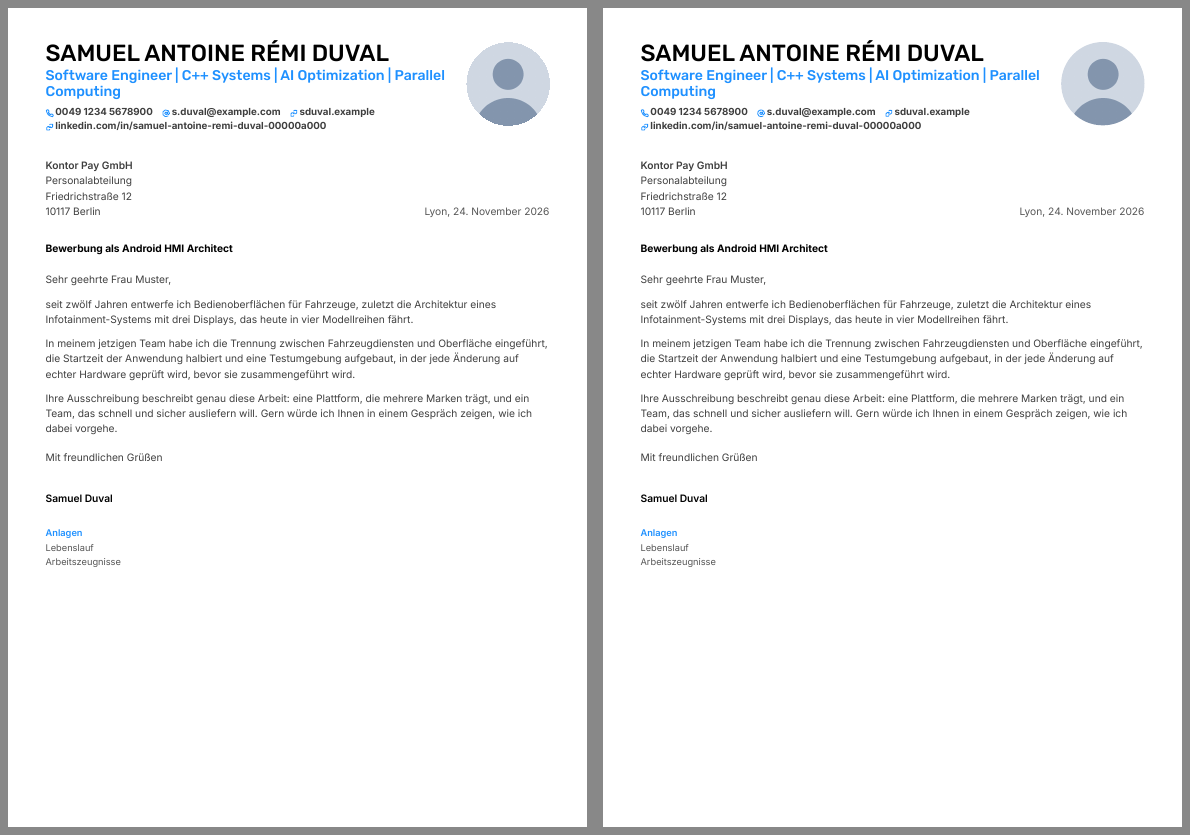 SAMUEL ANTOINE RÉMI DUVAL
Software Engineer | C++ Systems | AI Optimization | Parallel
Computing
0049 1234 5678900 s.duval@example.com sduval.example
linkedin.com/in/samuel-antoine-remi-duval-00000a000
Kontor Pay GmbH
Personalabteilung
Friedrichstraße 12
10117 Berlin
Lyon, 24. November 2026
Bewerbung als Android HMI Architect
Sehr geehrte Frau Muster,
seit zwölf Jahren entwerfe ich Bedienoberflächen für Fahrzeuge, zuletzt die Architektur eines
Infotainment-Systems mit drei Displays, das heute in vier Modellreihen fährt.
In meinem jetzigen Team habe ich die Trennung zwischen Fahrzeugdiensten und Oberfläche eingeführt,
die Startzeit der Anwendung halbiert und eine Testumgebung aufgebaut, in der jede Änderung auf
echter Hardware geprüft wird, bevor sie zusammengeführt wird.
Ihre Ausschreibung beschreibt genau diese Arbeit: eine Plattform, die mehrere Marken trägt, und ein
Team, das schnell und sicher ausliefern will. Gern würde ich Ihnen in einem Gespräch zeigen, wie ich
dabei vorgehe.
Mit freundlichen Grüßen
Samuel Duval
Anlagen
Lebenslauf
Arbeitszeugnisse
SAMUEL ANTOINE RÉMI DUVAL
Software Engineer | C++ Systems | AI Optimization | Parallel
Computing
0049 1234 5678900 s.duval@example.com sduval.example
linkedin.com/in/samuel-antoine-remi-duval-00000a000
Kontor Pay GmbH
Personalabteilung
Friedrichstraße 12
10117 Berlin
Lyon, 24. November 2026
Bewerbung als Android HMI Architect
Sehr geehrte Frau Muster,
seit zwölf Jahren entwerfe ich Bedienoberflächen für Fahrzeuge, zuletzt die Architektur eines
Infotainment-Systems mit drei Displays, das heute in vier Modellreihen fährt.
In meinem jetzigen Team habe ich die Trennung zwischen Fahrzeugdiensten und Oberfläche eingeführt,
die Startzeit der Anwendung halbiert und eine Testumgebung aufgebaut, in der jede Änderung auf
echter Hardware geprüft wird, bevor sie zusammengeführt wird.
Ihre Ausschreibung beschreibt genau diese Arbeit: eine Plattform, die mehrere Marken trägt, und ein
Team, das schnell und sicher ausliefern will. Gern würde ich Ihnen in einem Gespräch zeigen, wie ich
dabei vorgehe.
Mit freundlichen Grüßen
Samuel Duval
Anlagen
Lebenslauf
Arbeitszeugnisse